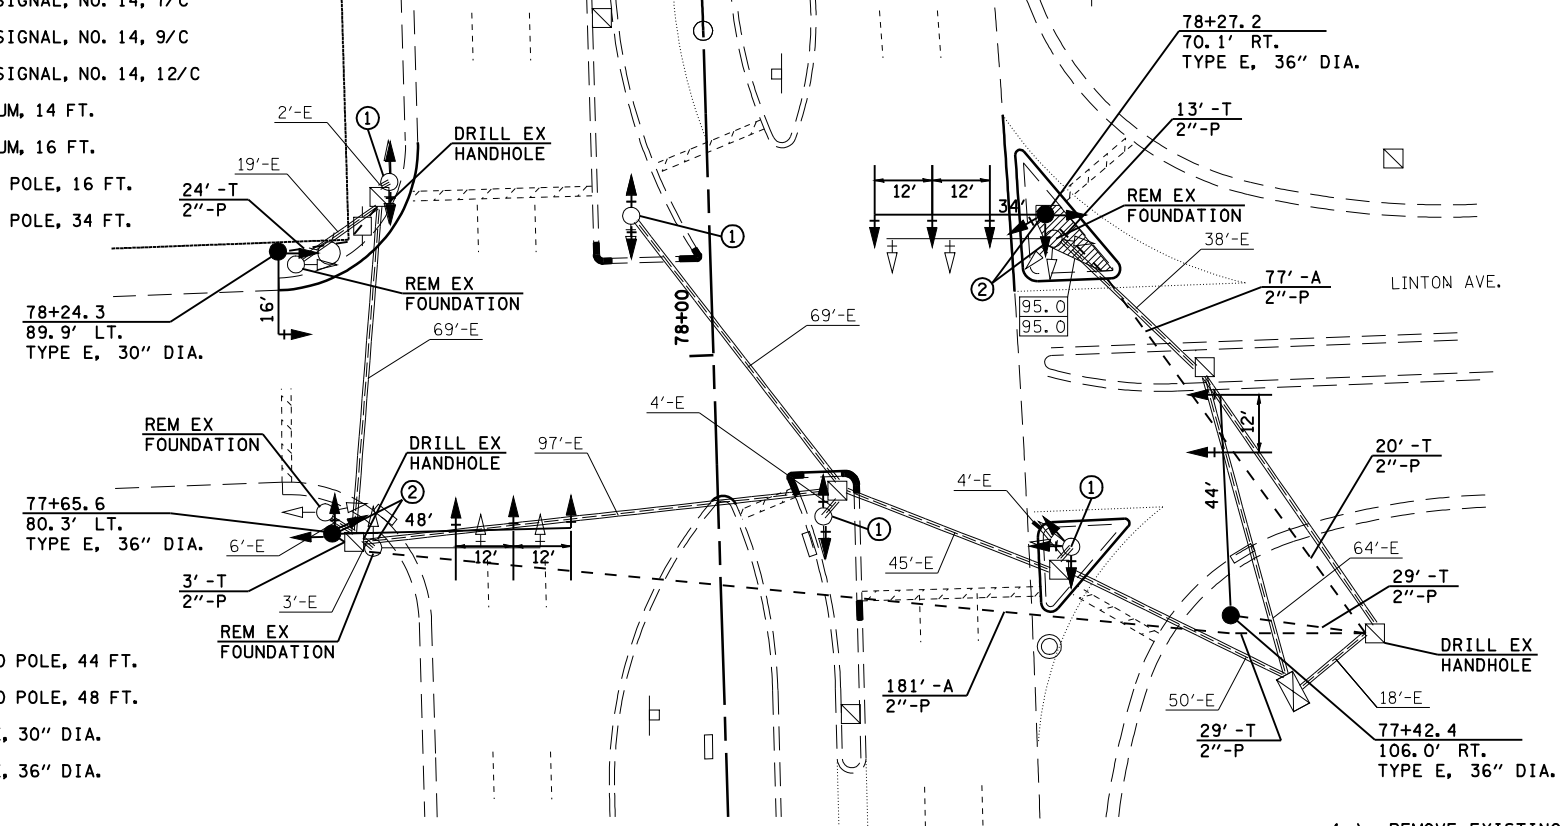 SIGNAL, NO. 14, 9/C
SIGNAL, NO. 14, 12/C
UM, 14 FT.
UM, 16 FT.
POLE, 16 FT.
POLE, 34 FT.
2'-E
1
DRILL EX
HANDHOLE
19'-E
24'-T
2"-P
REM EX
FOUNDATION
16'
78+24.3
89.9' LT.
TYPE E, 30" DIA.
69'-E
1
78+00
69'-E
78+27.2
70.1' RT.
TYPE E, 36" DIA.
13'-T
2"-P
12'
12'
34'
REM EX
FOUNDATION
38'-E
2
95.0
95.0
77'-A
2"-P
LINTON AVE.
REM EX
FOUNDATION
DRILL EX
HANDHOLE
2
97'-E
4'-E
77+65.6
80.3' LT.
TYPE E, 36" DIA.
48'
12'
12'
6'-E
3'-T
2"-P
3'-E
REM EX
FOUNDATION
1
45'-E
4'-E
1
12'
44'
20'-T
2"-P
64'-E
29'-T
2"-P
DRILL EX
HANDHOLE
181'-A
2"-P
50'-E
18'-E
29'-T
2"-P
77+42.4
106.0' RT.
TYPE E, 36" DIA.
O POLE, 44 FT.
O POLE, 48 FT.
, 30" DIA.
, 36" DIA.